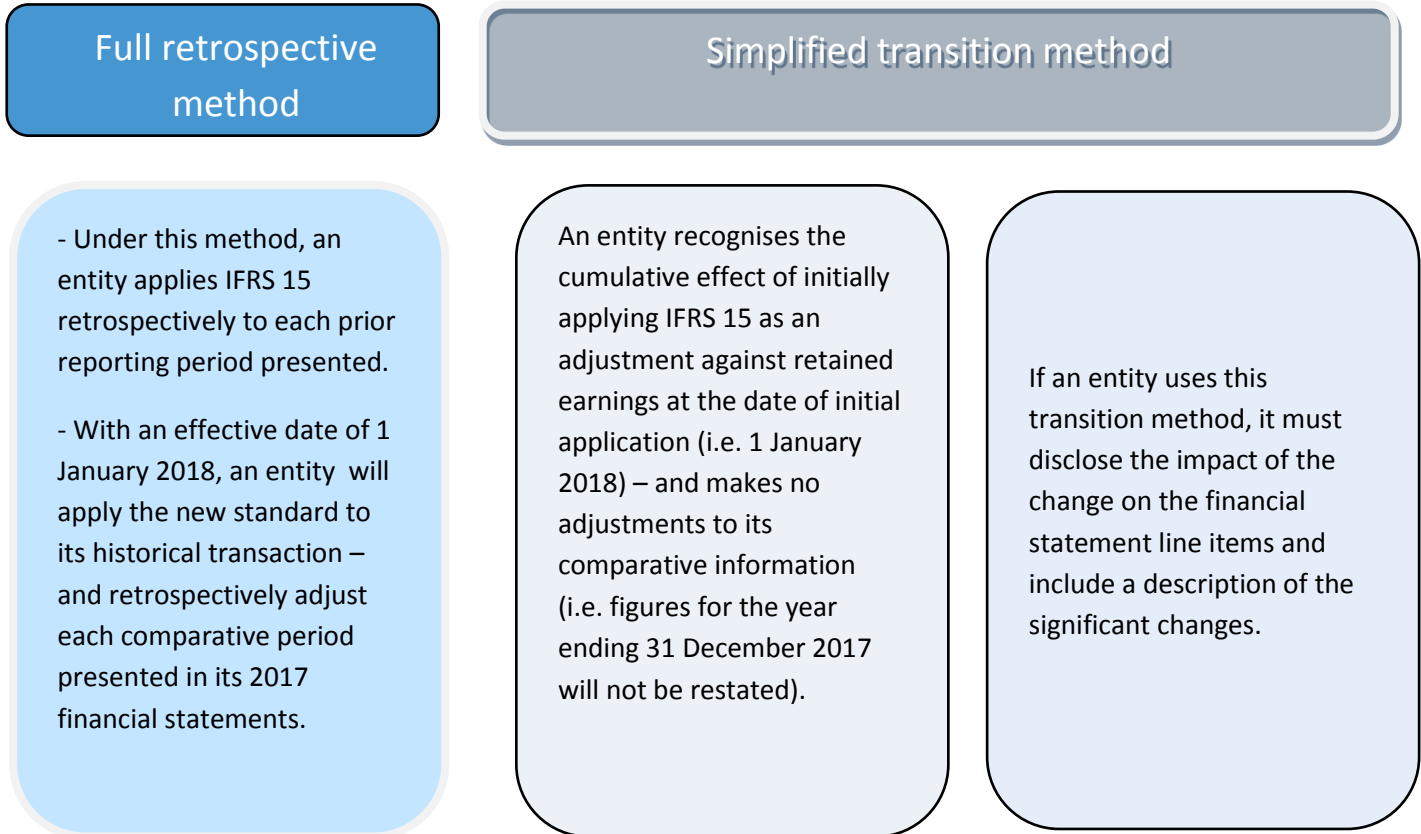 Full retrospective
method
Simplified transition method
- Under this method, an
entity applies IFRS 15
retrospectively to each prior
reporting period presented.
- With an effective date of 1
January 2018, an entity will
apply the new standard to
its historical transaction –
and retrospectively adjust
each comparative period
presented in its 2017
financial statements.
An entity recognises the
cumulative effect of initially
applying IFRS 15 as an
adjustment against retained
earnings at the date of initial
application (i.e. 1 January
2018) – and makes no
adjustments to its
comparative information
(i.e. figures for the year
ending 31 December 2017
will not be restated).
If an entity uses this
transition method, it must
disclose the impact of the
change on the financial
statement line items and
include a description of the
significant changes.